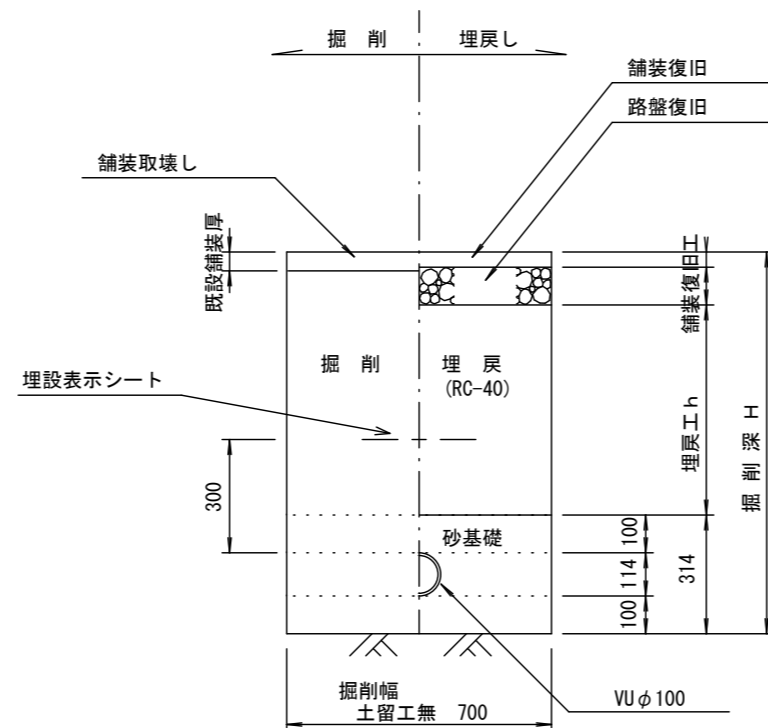 掘　削　埋戻し
舗装復旧
路盤復旧
舗装取壊し
既設舗装厚
舗装復旧工
掘　削
埋　戻
(RC-40)
埋設表示シート
埋戻工ｈ
掘 削 深 Ｈ
300
砂基礎
100
114
100
314
掘削幅
土留工無　700
VUφ100